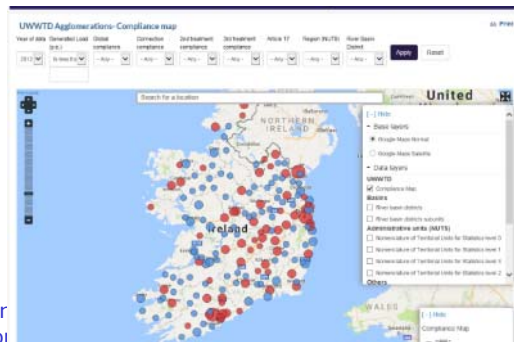 UWWTD Agglomerations- Compliance map
Year of data
Generated Load (p.e.)
Global compliance
Connection compliance
2nd treatment compliance
3rd treatment compliance
Article 17
Region (NUTS)
River Basin District
2012
- Any -
- Any -
- Any -
- Any -
- Any -
- Any -
- Any -
Apply
Reset
Search for a location
United
NORTHERN
IRELAND
Ireland
WALES
[-] Hide
Base layers
Google Maps Normal
Google Maps Satellite
Data layers
UWWTD
Compliance Map
Basins
River basin districts
River basin districts subunits
Administrative units (NUTS)
Nomenclature of Territorial Units for Statistics level 0
Nomenclature of Territorial Units for Statistics level 1
Nomenclature of Territorial Units for Statistics level 3
Nomenclature of Territorial Units for Statistics level 2
Others
[-] Hide
Compliance Map